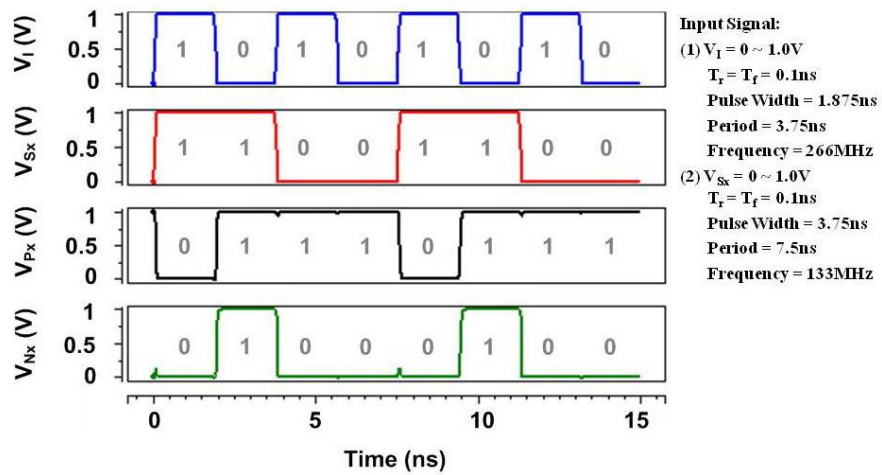 V_I (V)
1
0.5
0
1 0 1 0 1 0 1 0
V_Sx (V)
1
0.5
0
1 1 0 0 1 1 0 0
V_Px (V)
1
0.5
0
0 1 1 1 0 1 1 1
V_Nx (V)
1
0.5
0
0 1 0 0 0 1 0 0
0 5 10 15
Time (ns)
Input Signal:
(1) V_I = 0 ~ 1.0V
T_r = T_f = 0.1ns
Pulse Width = 1.875ns
Period = 3.75ns
Frequency = 266MHz
(2) V_Sx = 0 ~ 1.0V
T_r = T_f = 0.1ns
Pulse Width = 3.75ns
Period = 7.5ns
Frequency = 133MHz